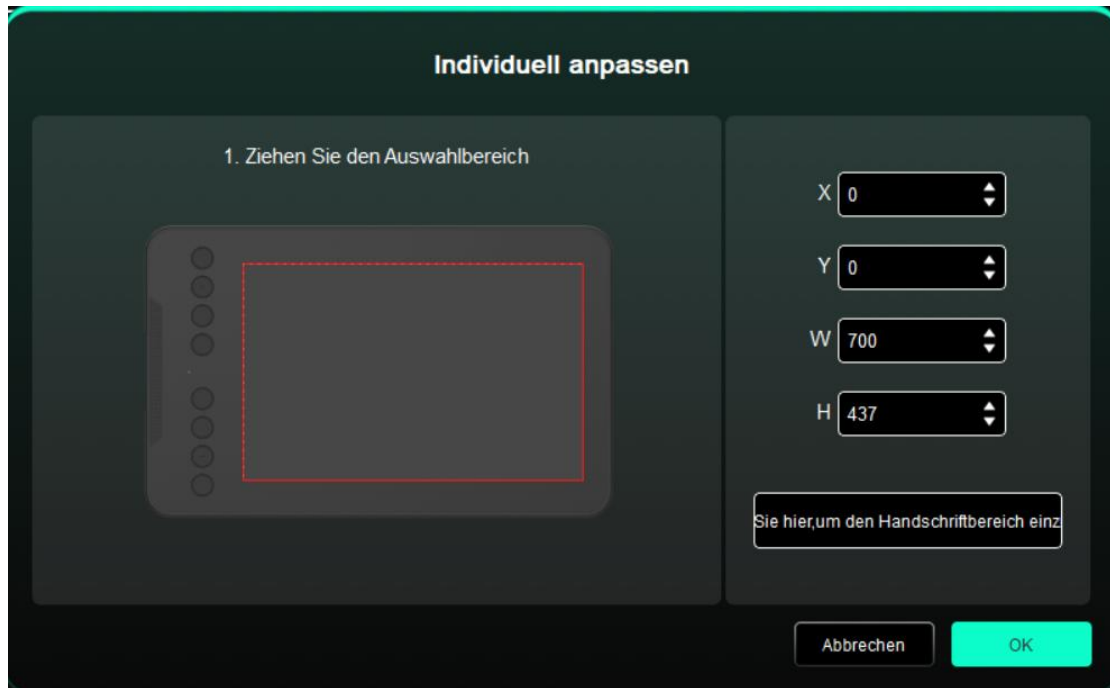 Individuell anpassen
1. Ziehen Sie den Auswahlbereich
X 0
Y 0
W 700
H 437
Sie hier,um den Handschriftbereich einz
Abbrechen
OK